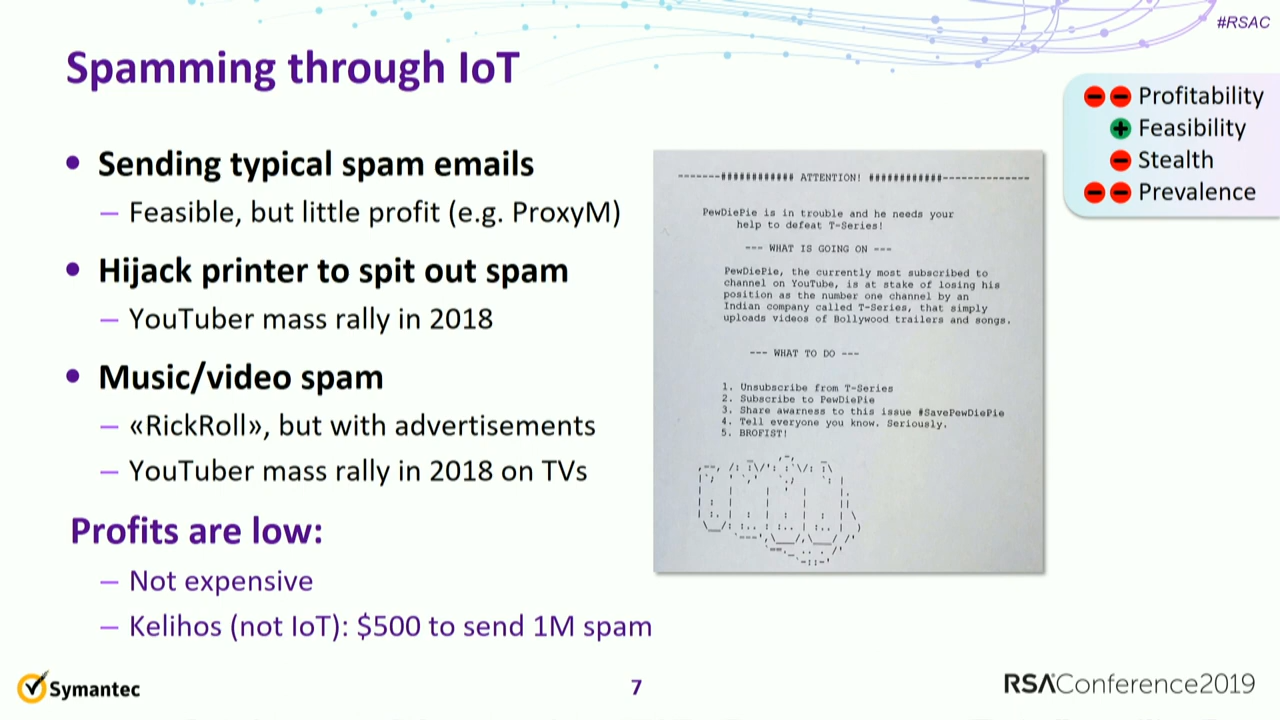 #RSAC
Spamming through IoT
Profitability
Feasibility
Stealth
Prevalence
• Sending typical spam emails
– Feasible, but little profit (e.g. ProxyM)
• Hijack printer to spit out spam
– YouTuber mass rally in 2018
• Music/video spam
– «RickRoll», but with advertisements
– YouTuber mass rally in 2018 on TVs
Profits are low:
– Not expensive
– Kelihos (not IoT): $500 to send 1M spam
-------############ ATTENTION! ############--------------
PewDiePie is in trouble and he needs your
help to defeat T-Series!
--- WHAT IS GOING ON ---
PewDiePie, the currently most subscribed to
channel on YouTube, is at stake of losing his
position as the number one channel by an
Indian company called T-Series, that simply
uploads videos of Bollywood trailers and songs.
--- WHAT TO DO ---
1. Unsubscribe from T-Series
2. Subscribe to PewDiePie
3. Share awarness to this issue #SavePewDiePie
4. Tell everyone you know. Seriously.
5. BROFIST!
Symantec
7
RSAConference2019